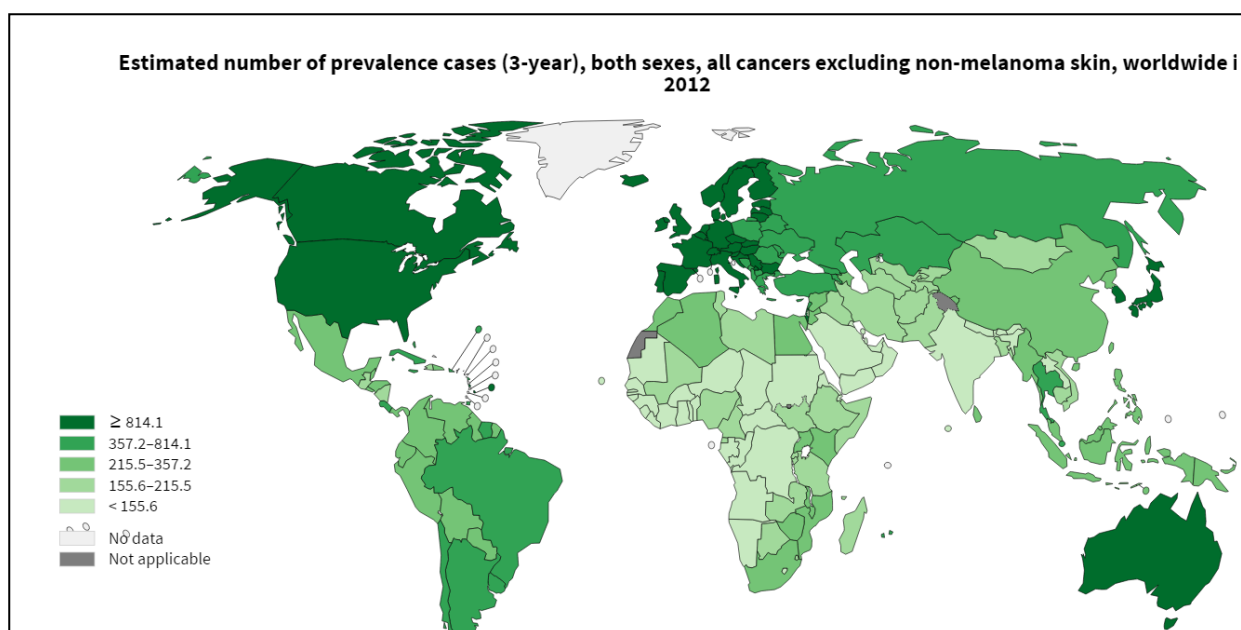 Estimated number of prevalence cases (3-year), both sexes, all cancers excluding non-melanoma skin, worldwide i
2012
≥ 814.1
357.2–814.1
215.5–357.2
155.6–215.5
< 155.6
No data
Not applicable